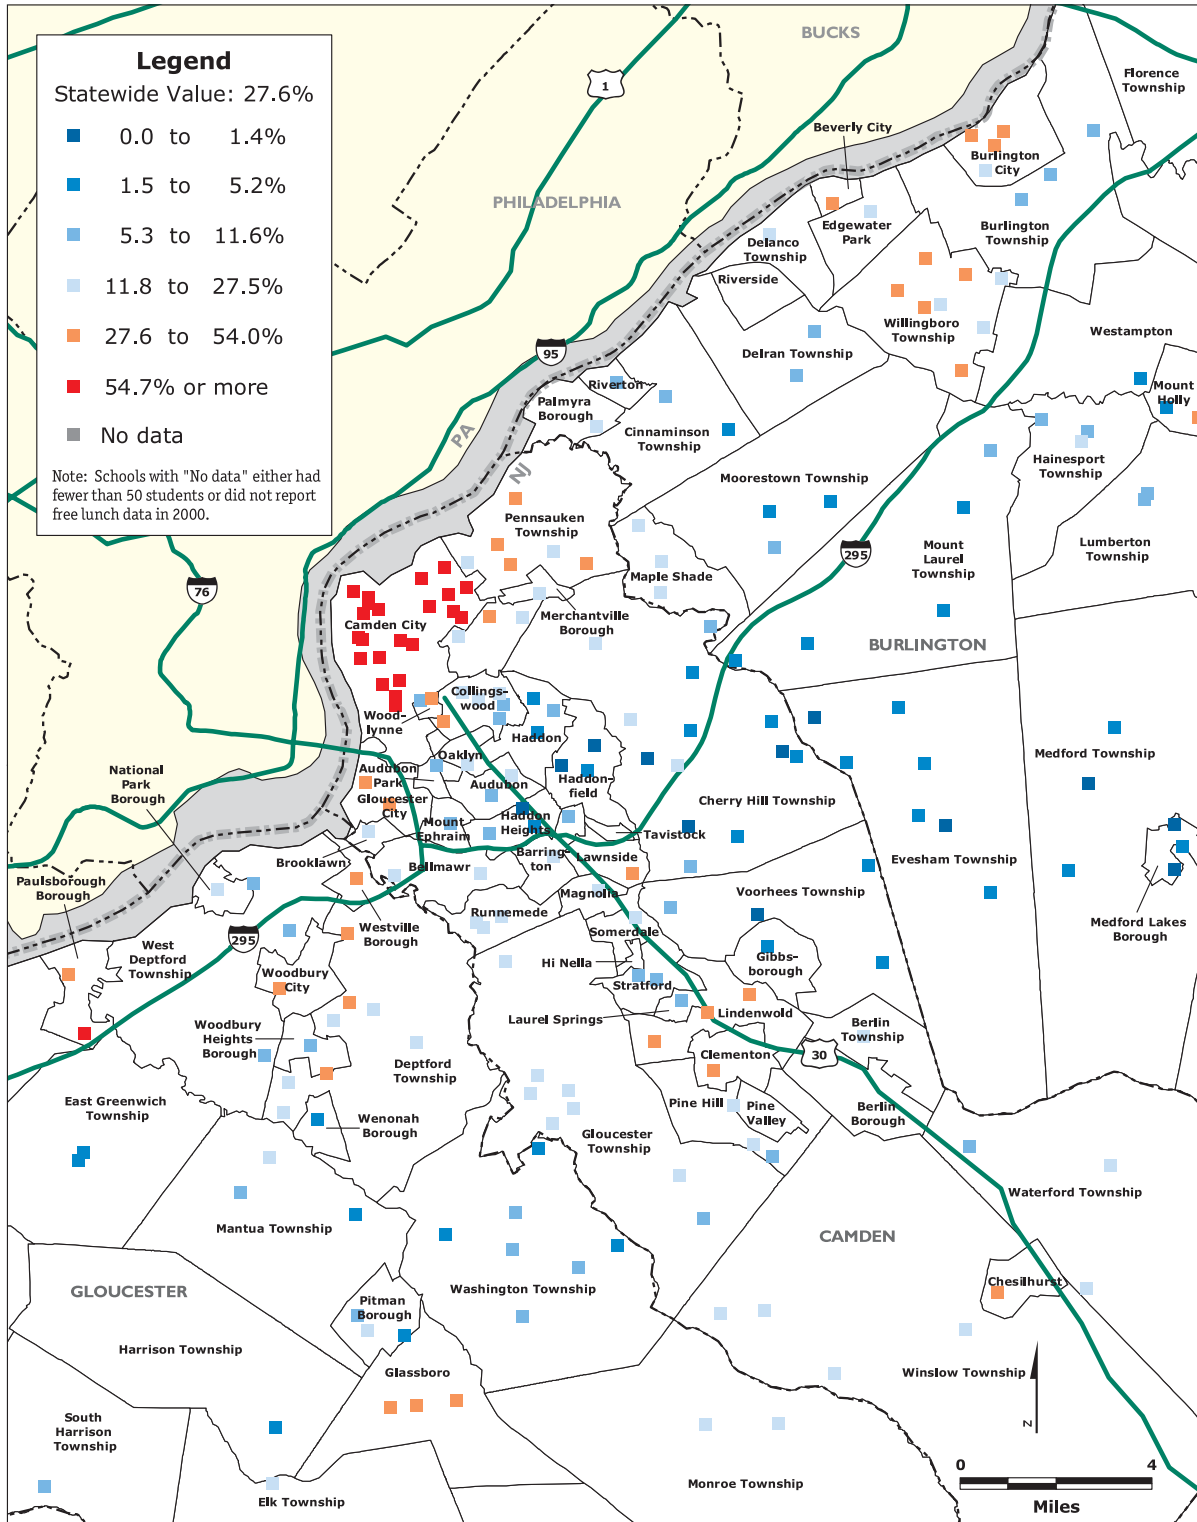 Legend
Statewide Value: 27.6%
0.0 to 1.4%
1.5 to 5.2%
5.3 to 11.6%
11.8 to 27.5%
27.6 to 54.0%
54.7% or more
No data
Note: Schools with "No data" either had
fewer than 50 students or did not report
free lunch data in 2000.
BUCKS
1
Florence
Township
Beverly City
Burlington
City
PHILADELPHIA
Edgewater
Park
Delanco
Township
Burlington
Township
Riverside
Willingboro
Township
Westampton
95
Delran Township
Riverton
Mount
Holly
Palmyra
Borough
PA
NJ
Cinnaminson
Township
Hainesport
Township
Moorestown Township
Pennsauken
Township
295
Mount
Laurel
Township
Lumberton
Township
76
Maple Shade
Merchantville
Borough
Camden City
BURLINGTON
Collings-
wood
Wood-
lynne
Haddon
Oaklyn
Medford Township
National
Park
Borough
Audubon
Park
Audubon
Haddon-
field
Gloucester
City
Cherry Hill Township
Mount
Ephraim
Haddon
Heights
Tavistock
Brooklawn
Bellmawr
Barring-
ton
Lawnside
Evesham Township
Paulsborough
Borough
Magnolia
Voorhees Township
Runnemede
Medford Lakes
Borough
Westville
Borough
Somerdale
295
West
Deptford
Township
Hi Nella
Gibbs-
borough
Woodbury
City
Stratford
Laurel Springs
Lindenwold
Woodbury
Heights
Borough
Berlin
Township
Clementon
30
Deptford
Township
East Greenwich
Township
Pine Hill
Pine
Valley
Berlin
Borough
Wenonah
Borough
Gloucester
Township
Waterford Township
Mantua Township
CAMDEN
GLOUCESTER
Washington Township
Chesilhurst
Pitman
Borough
Harrison Township
Glassboro
Winslow Township
South
Harrison
Township
N
0 4
Miles
Monroe Township
Elk Township